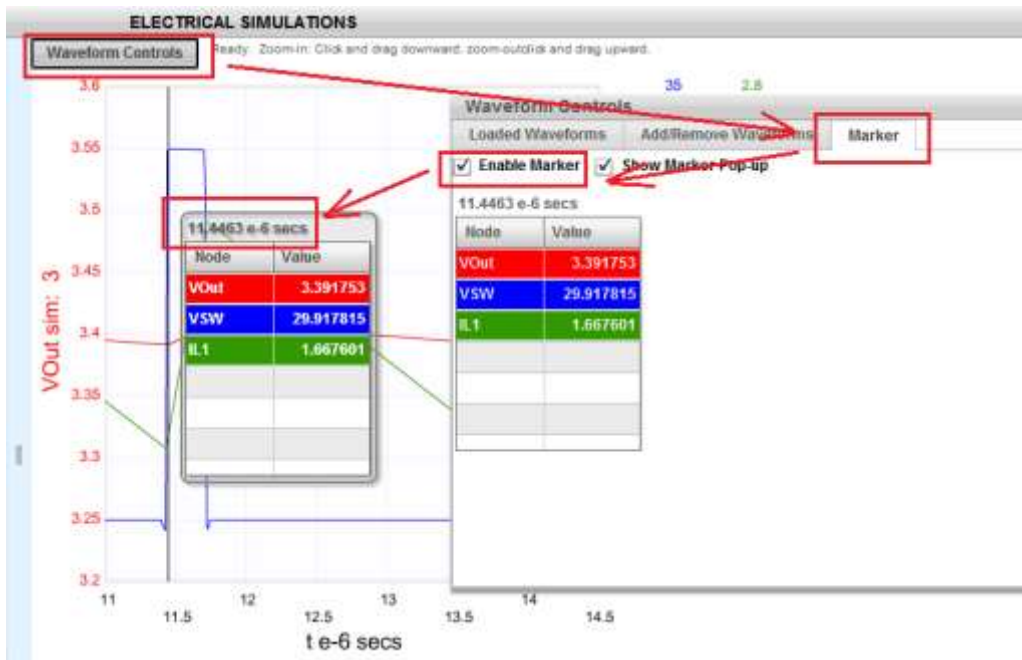 ELECTRICAL SIMULATIONS
Waveform Controls
Ready Zoom-in: Click and drag downward. zoom-out:click and drag upward.
3.6
35
2.8
Waveform Controls
Loaded Waveforms
Add/Remove Waveforms
Marker
Enable Marker
Show Marker Pop-up
11.4463 e-6 secs
Node Value
VOut 3.391753
VSW 29.917815
IL1 1.667601
11.4463 e-6 secs
Node Value
VOut 3.391753
VSW 29.917815
IL1 1.667601
3.55
3.5
3.45
3.4
3.35
3.3
3.25
3.2
VOut sim: 3
11
11.5
12
12.5
13
13.5
14
14.5
t e-6 secs